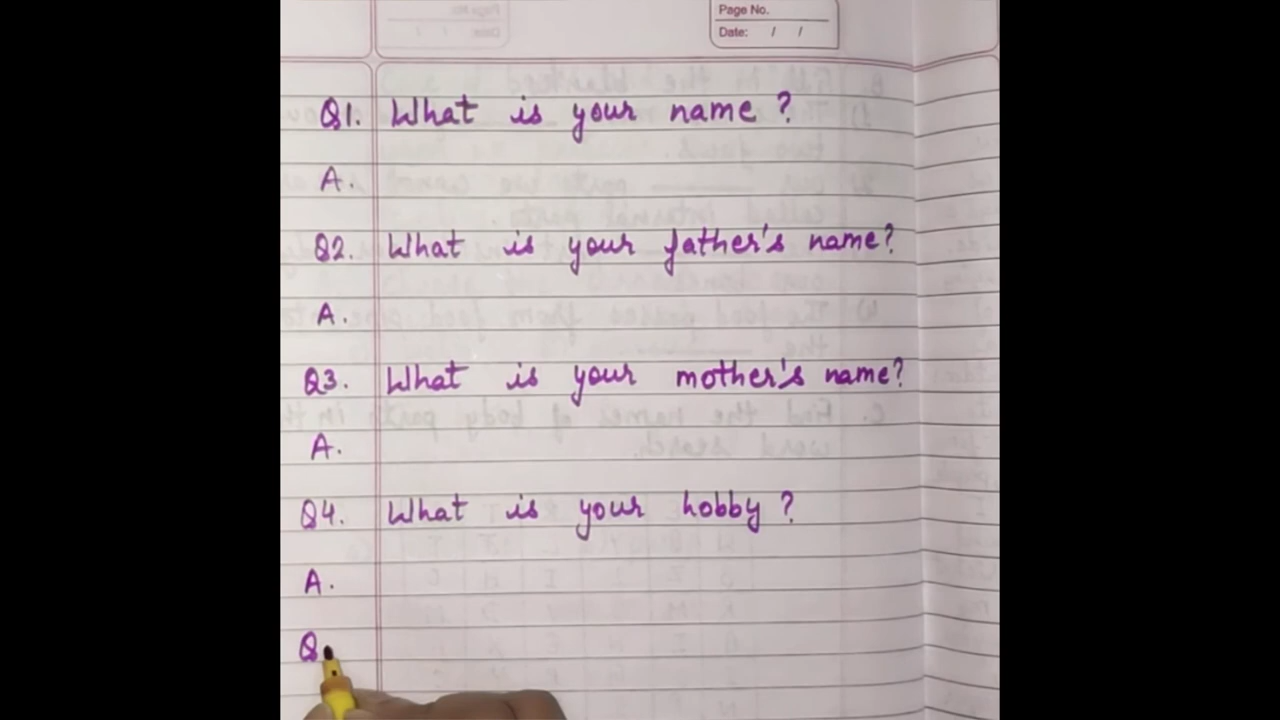 Page No.
Date: / /
Q1. What is your name ?
A.
Q2. What is your father's name?
A.
Q3. What is your mother's name?
A.
Q4. What is your hobby ?
A.
Q